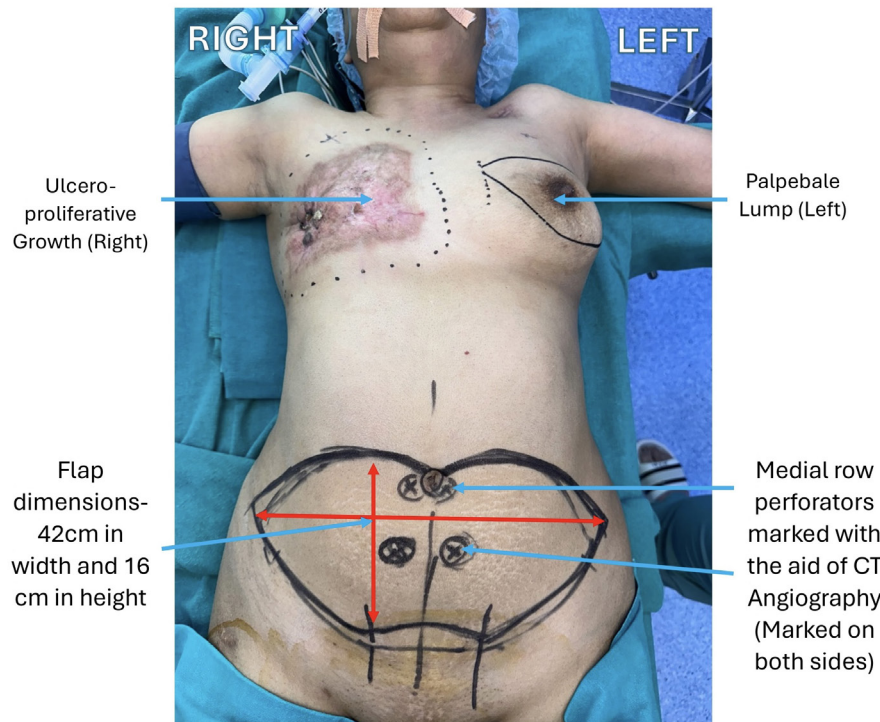 RIGHT
LEFT
Ulcero-
proliferative
Growth (Right)
Palpebale
Lump (Left)
Flap
dimensions-
42cm in
width and 16
cm in height
Medial row
perforators
marked with
the aid of CT
Angiography
(Marked on
both sides)